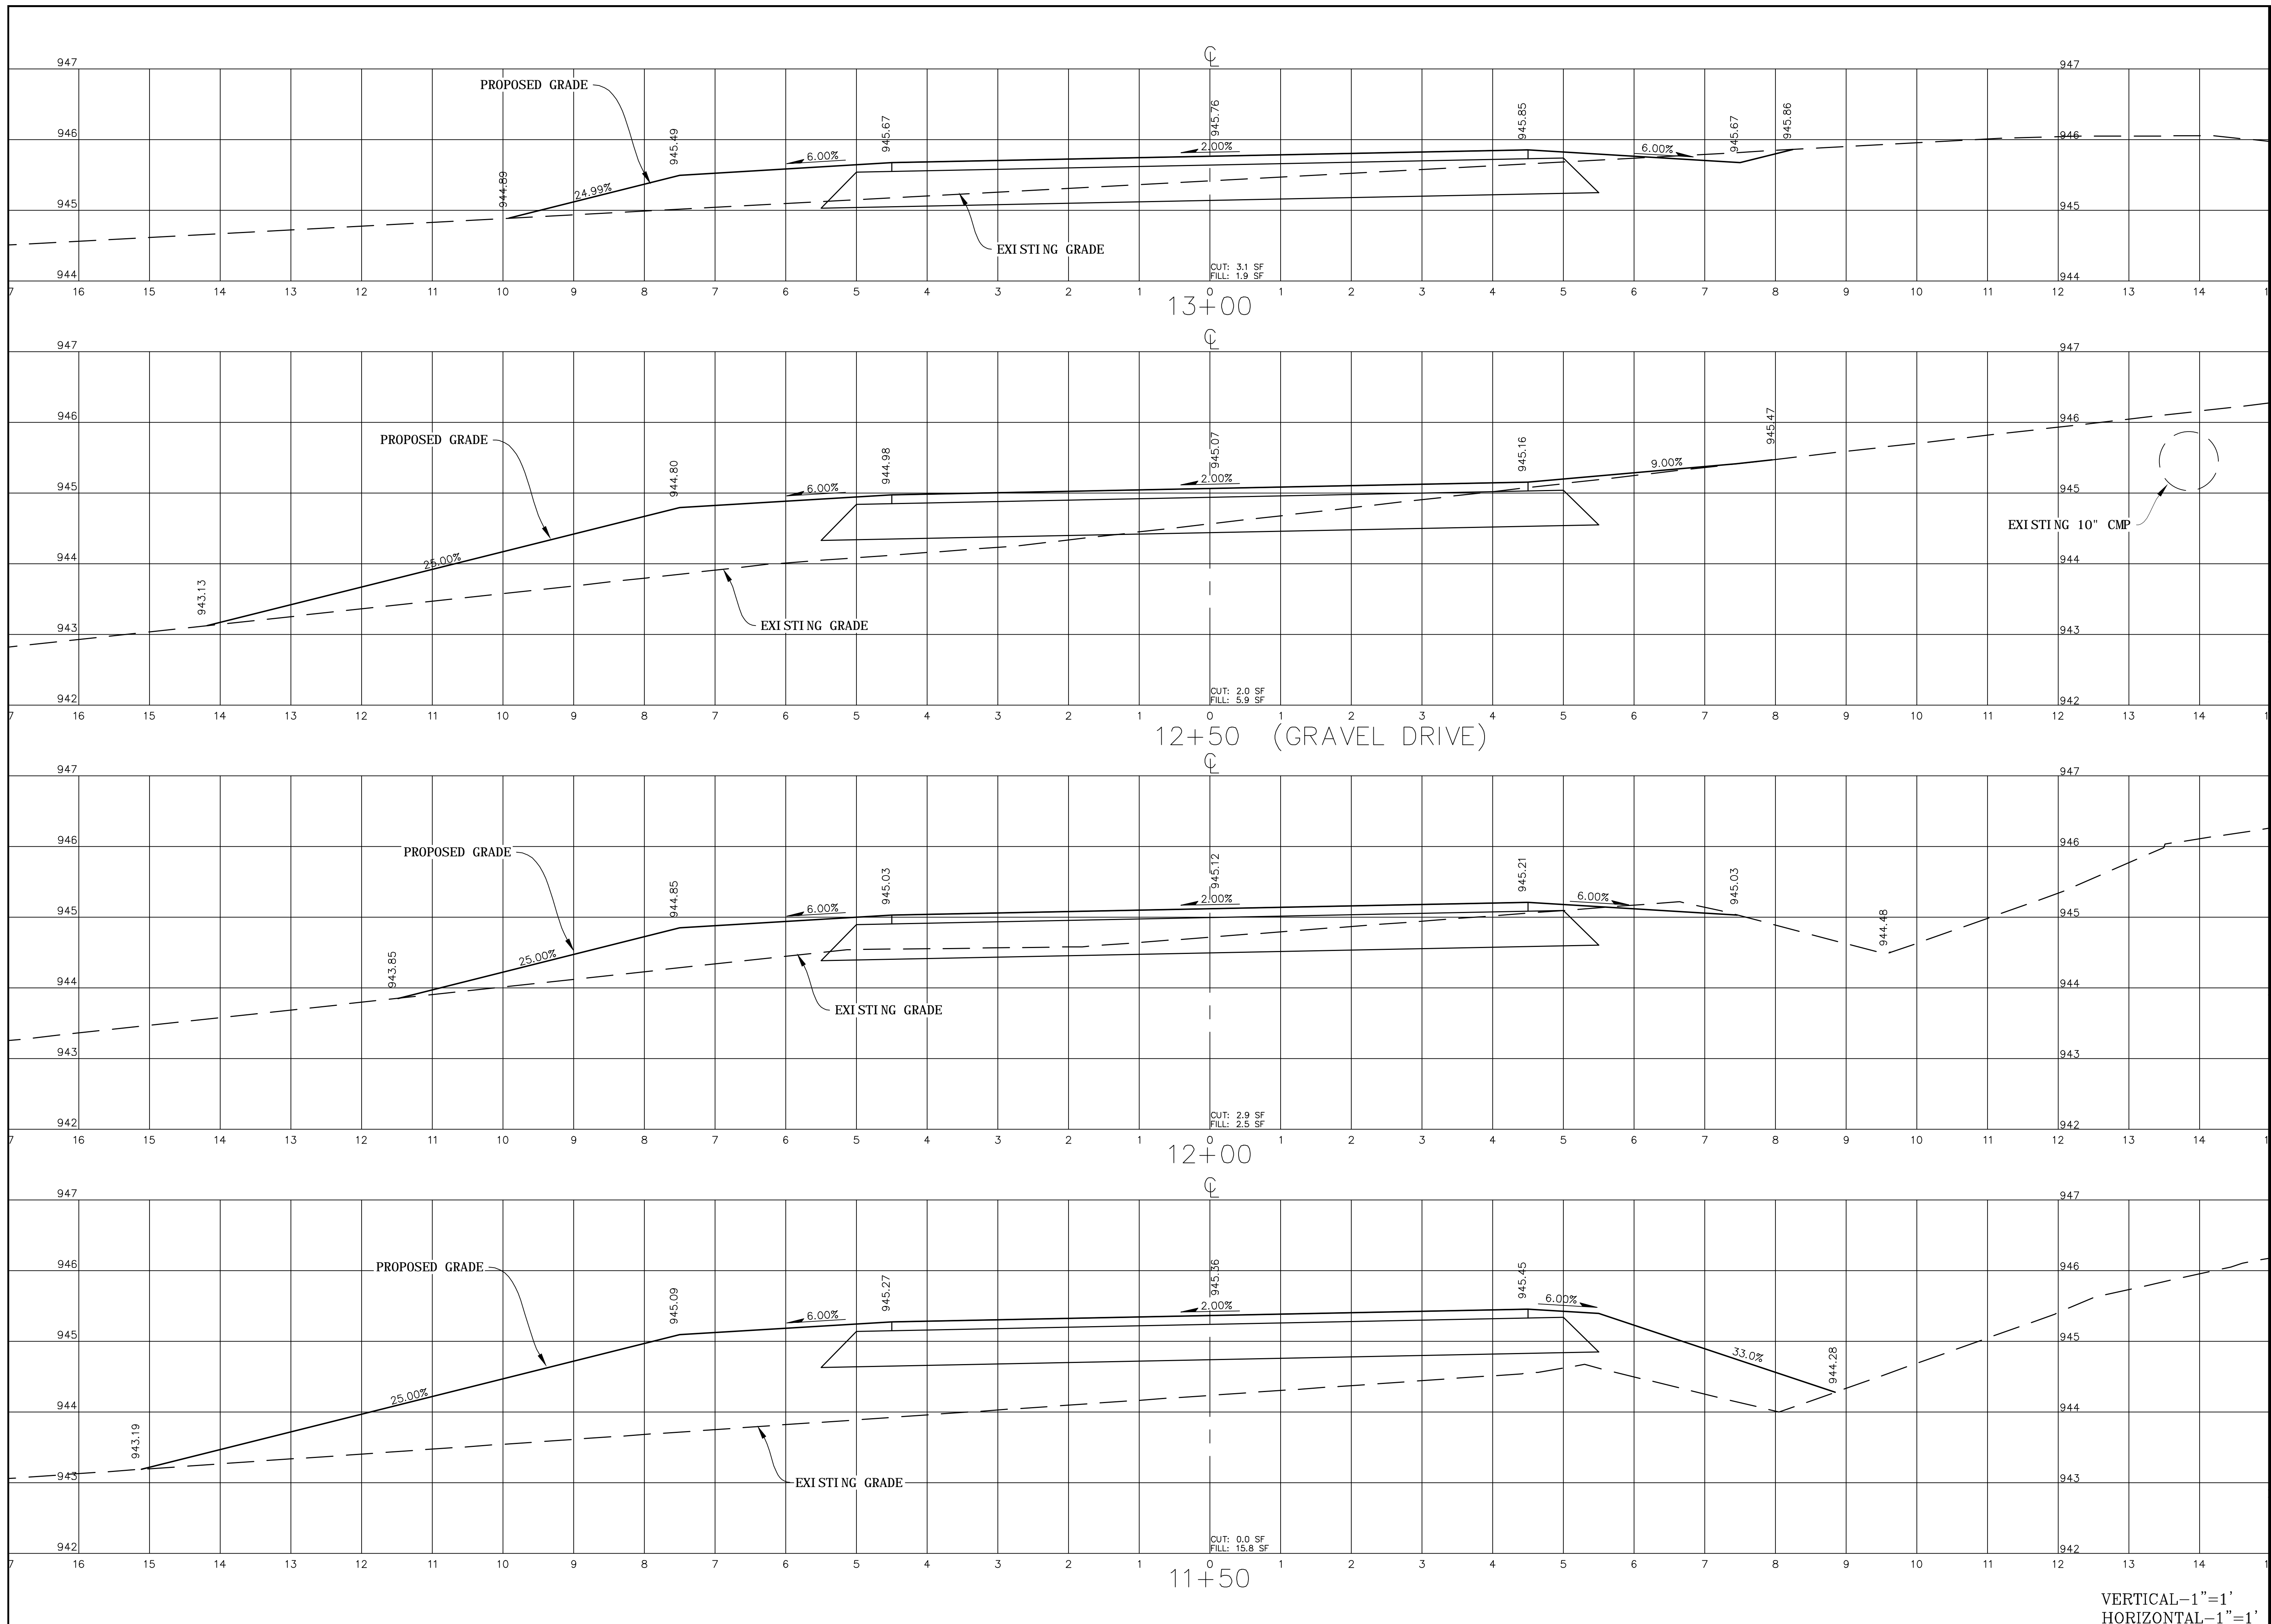 ℄
947 947
PROPOSED GRADE
945.49 945.67 945.76 945.85 945.67 945.86
946 946
6.00% 2.00% 6.00%
944.89 24.99%
945 945
EXISTING GRADE
CUT: 3.1 SF
FILL: 1.9 SF
944 944
7 16 15 14 13 12 11 10 9 8 7 6 5 4 3 2 1 0 1 2 3 4 5 6 7 8 9 10 11 12 13 14 1
13+00
℄
947 947
946 946
PROPOSED GRADE
944.80 944.98 945.07 945.16 945.47
6.00% 2.00% 9.00%
945 945
EXISTING 10" CMP
25.00%
944 944
943.13
EXISTING GRADE
943 943
CUT: 2.0 SF
FILL: 5.9 SF
942 942
7 16 15 14 13 12 11 10 9 8 7 6 5 4 3 2 1 0 1 2 3 4 5 6 7 8 9 10 11 12 13 14 1
12+50 (GRAVEL DRIVE)
℄
947 947
946 946
PROPOSED GRADE
944.85 945.03 945.12 945.21 945.03 944.48
6.00% 2.00% 6.00%
945 945
943.85 25.00%
944 944
EXISTING GRADE
943 943
CUT: 2.9 SF
FILL: 2.5 SF
942 942
7 16 15 14 13 12 11 10 9 8 7 6 5 4 3 2 1 0 1 2 3 4 5 6 7 8 9 10 11 12 13 14 1
12+00
℄
947 947
946 946
PROPOSED GRADE
945.09 945.27 945.36 945.45
6.00% 2.00% 6.00%
945 945
33.0% 944.28
25.00%
944 944
943.19
943 943
EXISTING GRADE
CUT: 0.0 SF
FILL: 15.8 SF
942 942
7 16 15 14 13 12 11 10 9 8 7 6 5 4 3 2 1 0 1 2 3 4 5 6 7 8 9 10 11 12 13 14 1
11+50
VERTICAL-1"=1'
HORIZONTAL-1"=1'